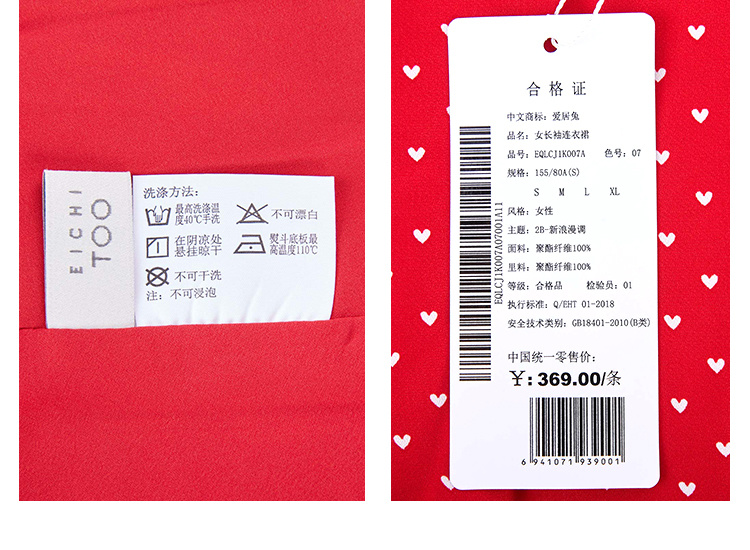 EICHI
TOO
洗涤方法：
最高洗涤温
度40℃手洗
不可漂白
在阴凉处
悬挂晾干
熨斗底板最
高温度110℃
不可干洗
注：不可浸泡
合格证
中文商标：爱居兔
品名：女长袖连衣裙
品号：EQLCJ1K007A 色号：07
规格：155/80A(S)
S M L XL
风格：女性
主题：2B-新浪漫调
面料：聚酯纤维100%
里料：聚酯纤维100%
等级：合格品 检验员：01
执行标准：Q/EHT 01-2018
安全技术类别：GB18401-2010(B类)
中国统一零售价：
¥：369.00/条
EQLCJ1K007A07001A11
6 941071 939001